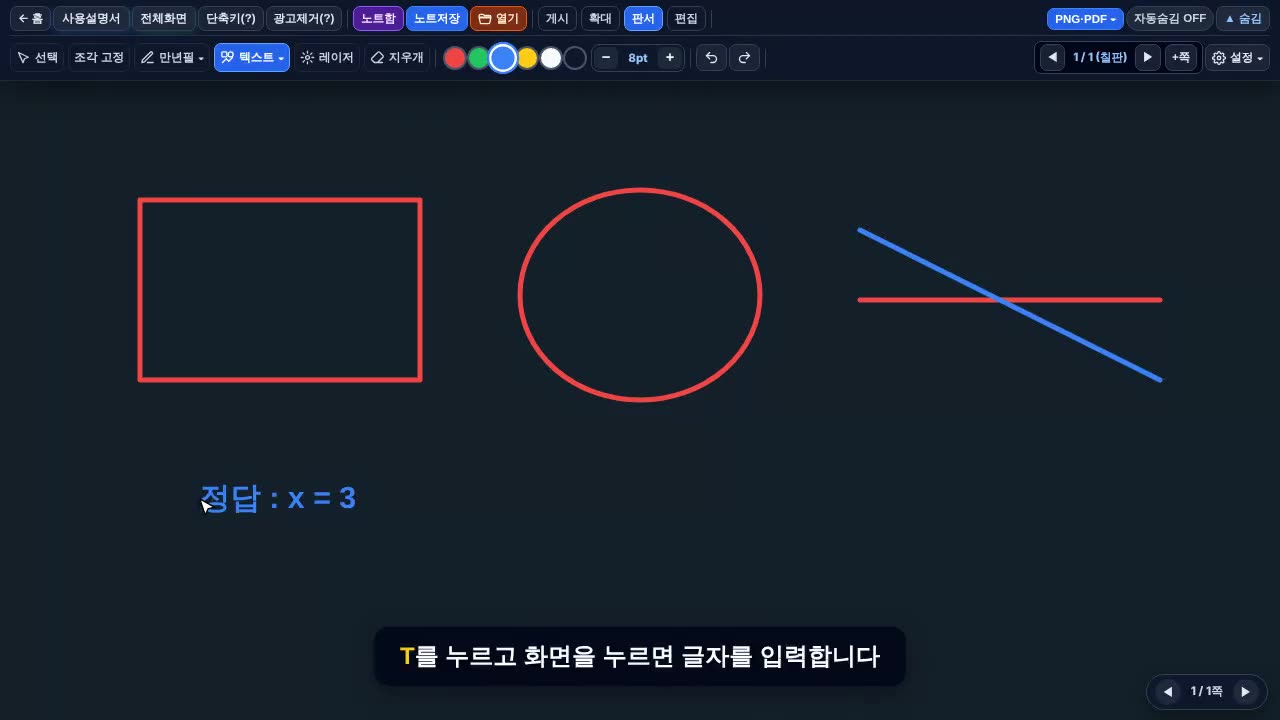 ← 홈 사용설명서 전체화면 단축키(?) 광고제거(?) 노트함 노트저장 열기 게시 확대 판서 편집 PNG·PDF 자동숨김 OFF ▲ 숨김
선택 조각 고정 만년필 텍스트 레이저 지우개 − 8pt + ◀ 1 / 1 (칠판) ▶ +쪽 설정
정답 : x = 3
T를 누르고 화면을 누르면 글자를 입력합니다
◀ 1 / 1쪽 ▶